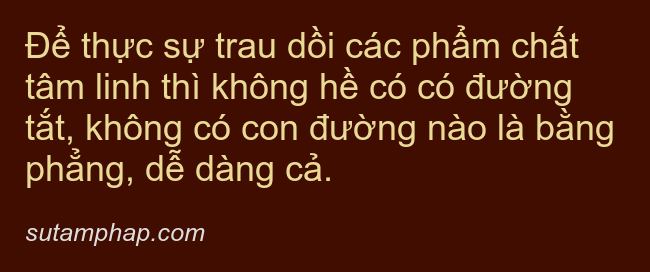 Để thực sự trau dồi các phẩm chất
tâm linh thì không hề có có đường
tắt, không có con đường nào là bằng
phẳng, dễ dàng cả.
sutamphap.com